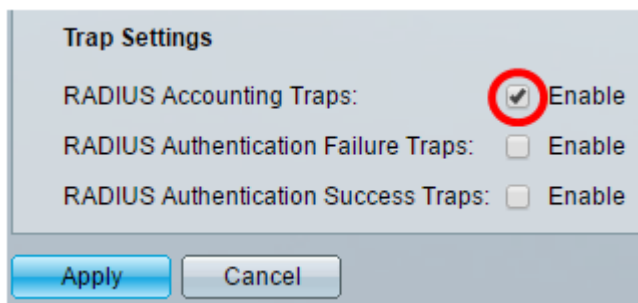 Trap Settings
RADIUS Accounting Traps: Enable
RADIUS Authentication Failure Traps: Enable
RADIUS Authentication Success Traps: Enable
Apply Cancel